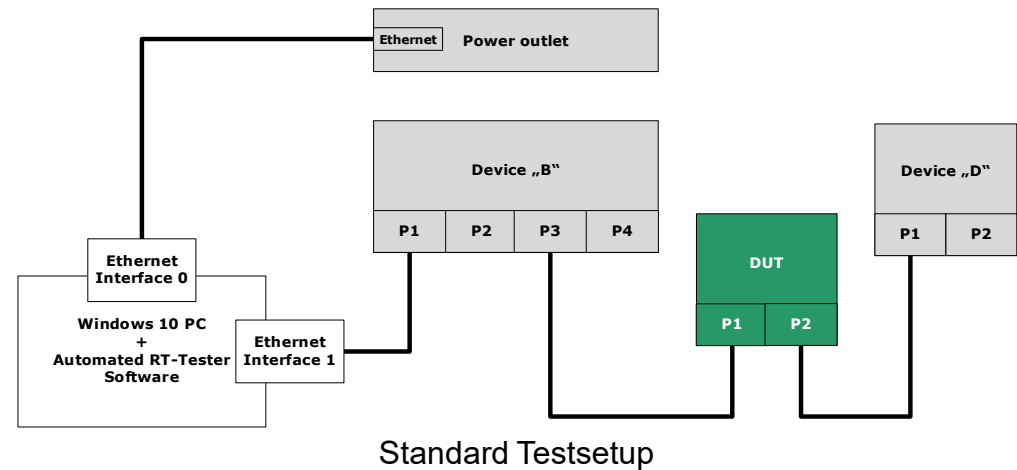 Ethernet
Power outlet
Device „B“
P1
P2
P3
P4
Device „D“
P1
P2
DUT
P1
P2
Ethernet
Interface 0
Windows 10 PC
+
Automated RT-Tester
Software
Ethernet
Interface 1
Standard Testsetup